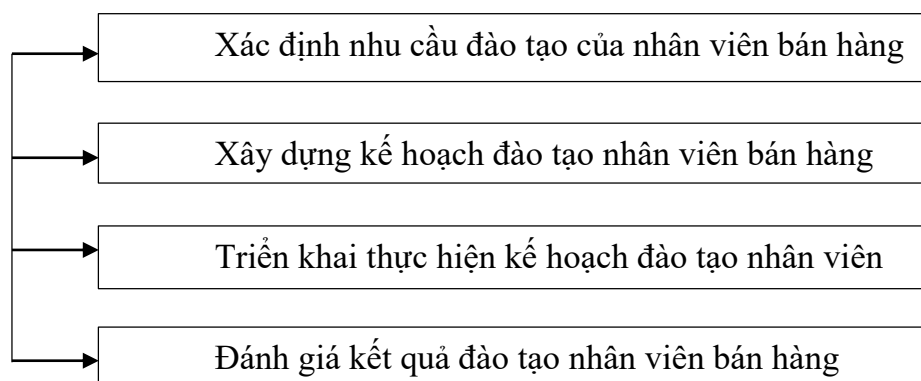 Xác định nhu cầu đào tạo của nhân viên bán hàng
Xây dựng kế hoạch đào tạo nhân viên bán hàng
Triển khai thực hiện kế hoạch đào tạo nhân viên
Đánh giá kết quả đào tạo nhân viên bán hàng